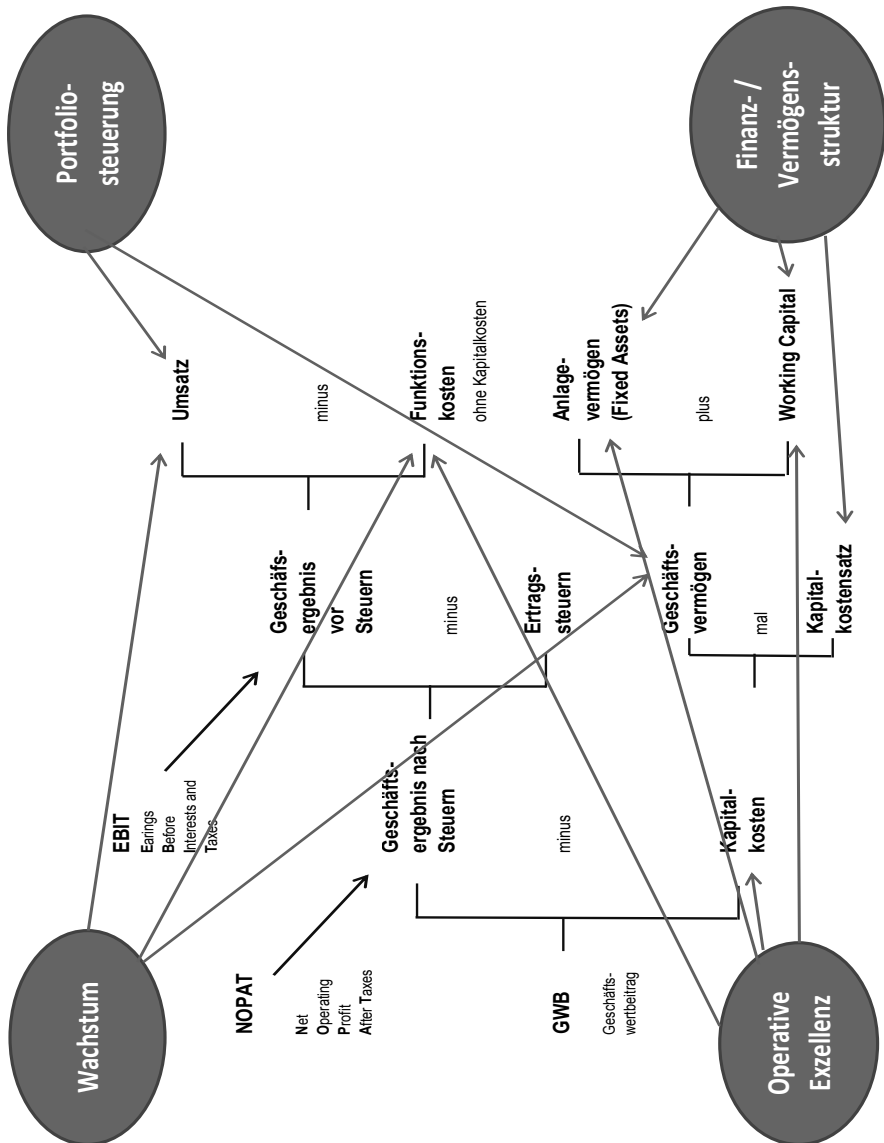 Wachstum
Portfolio-
steuerung
EBIT
Earings
Before
Interests and
Taxes
NOPAT
Net
Operating
Profit
After Taxes
GWB
Geschäfts-
wertbeitrag
Geschäfts-
ergebnis nach
Steuern
minus
Kapital-
kosten
Geschäfs-
ergebnis
vor
Steuern
minus
Ertrags-
steuern
Geschäfts-
vermögen
mal
Kapital-
kostensatz
Umsatz
minus
Funktions-
kosten
ohne Kapitalkosten
Anlage-
vermögen
(Fixed Assets)
plus
Working Capital
Operative
Exzellenz
Finanz- /
Vermögens-
struktur